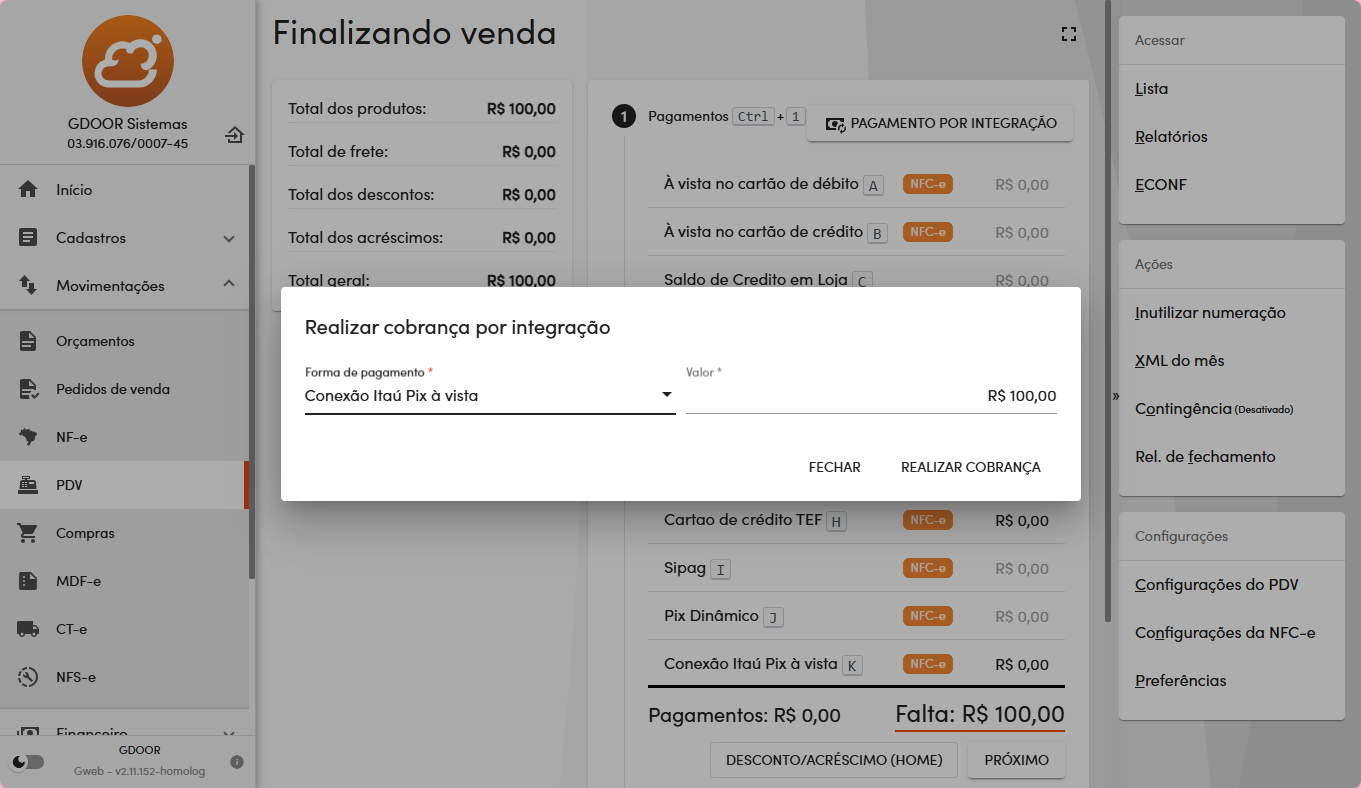 GDOOR Sistemas
03.916.076/0007-45
Início
Cadastros
Movimentações
Orçamentos
Pedidos de venda
NF-e
PDV
Compras
MDF-e
CT-e
NFS-e
Financeiro
GDOOR
Gweb - v2.11.152-homolog
Finalizando venda
Total dos produtos: R$ 100,00
Total de frete: R$ 0,00
Total dos descontos: R$ 0,00
Total dos acréscimos: R$ 0,00
Total geral: R$ 100,00
1 Pagamentos Ctrl + 1 PAGAMENTO POR INTEGRAÇÃO
À vista no cartão de débito A NFC-e R$ 0,00
À vista no cartão de crédito B NFC-e R$ 0,00
Saldo de Credito em Loja C R$ 0,00
Realizar cobrança por integração
Forma de pagamento *
Conexão Itaú Pix à vista
Valor *
R$ 100,00
FECHAR REALIZAR COBRANÇA
Cartao de crédito TEF H NFC-e R$ 0,00
Sipag I NFC-e R$ 0,00
Pix Dinâmico J NFC-e R$ 0,00
Conexão Itaú Pix à vista K NFC-e R$ 0,00
Pagamentos: R$ 0,00 Falta: R$ 100,00
DESCONTO/ACRÉSCIMO (HOME) PRÓXIMO
»
Acessar
Lista
Relatórios
ECONF
Ações
Inutilizar numeração
XML do mês
Contingência (Desativado)
Rel. de fechamento
Configurações
Configurações do PDV
Configurações da NFC-e
Preferências